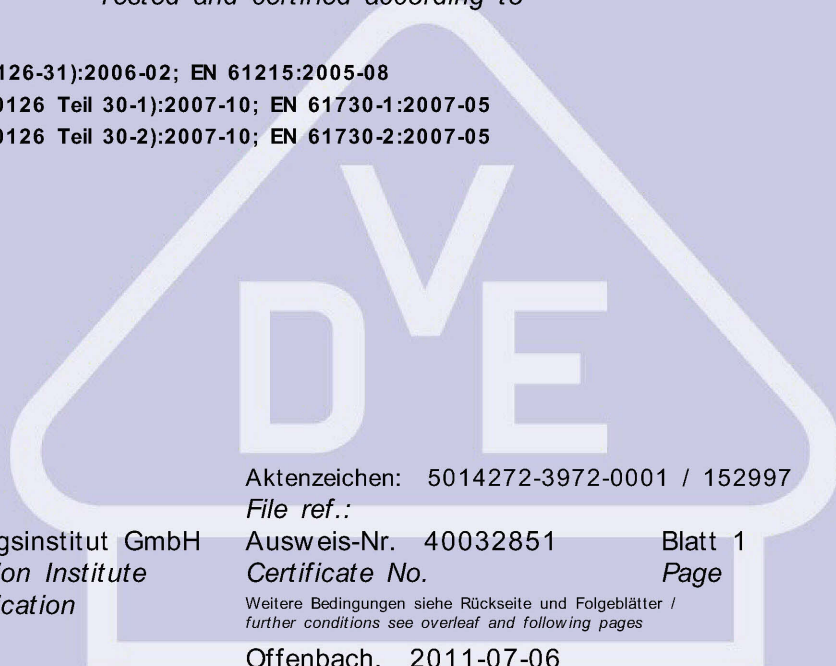 Tested and certified according to
126-31):2006-02; EN 61215:2005-08
0126 Teil 30-1):2007-10; EN 61730-1:2007-05
0126 Teil 30-2):2007-10; EN 61730-2:2007-05
VDE
Aktenzeichen: 5014272-3972-0001 / 152997
File ref.:
gsinstitut GmbH Ausweis-Nr. 40032851 Blatt 1
ion Institute Certificate No. Page
cation
Weitere Bedingungen siehe Rückseite und Folgeblätter /
further conditions see overleaf and following pages
Offenbach, 2011-07-06